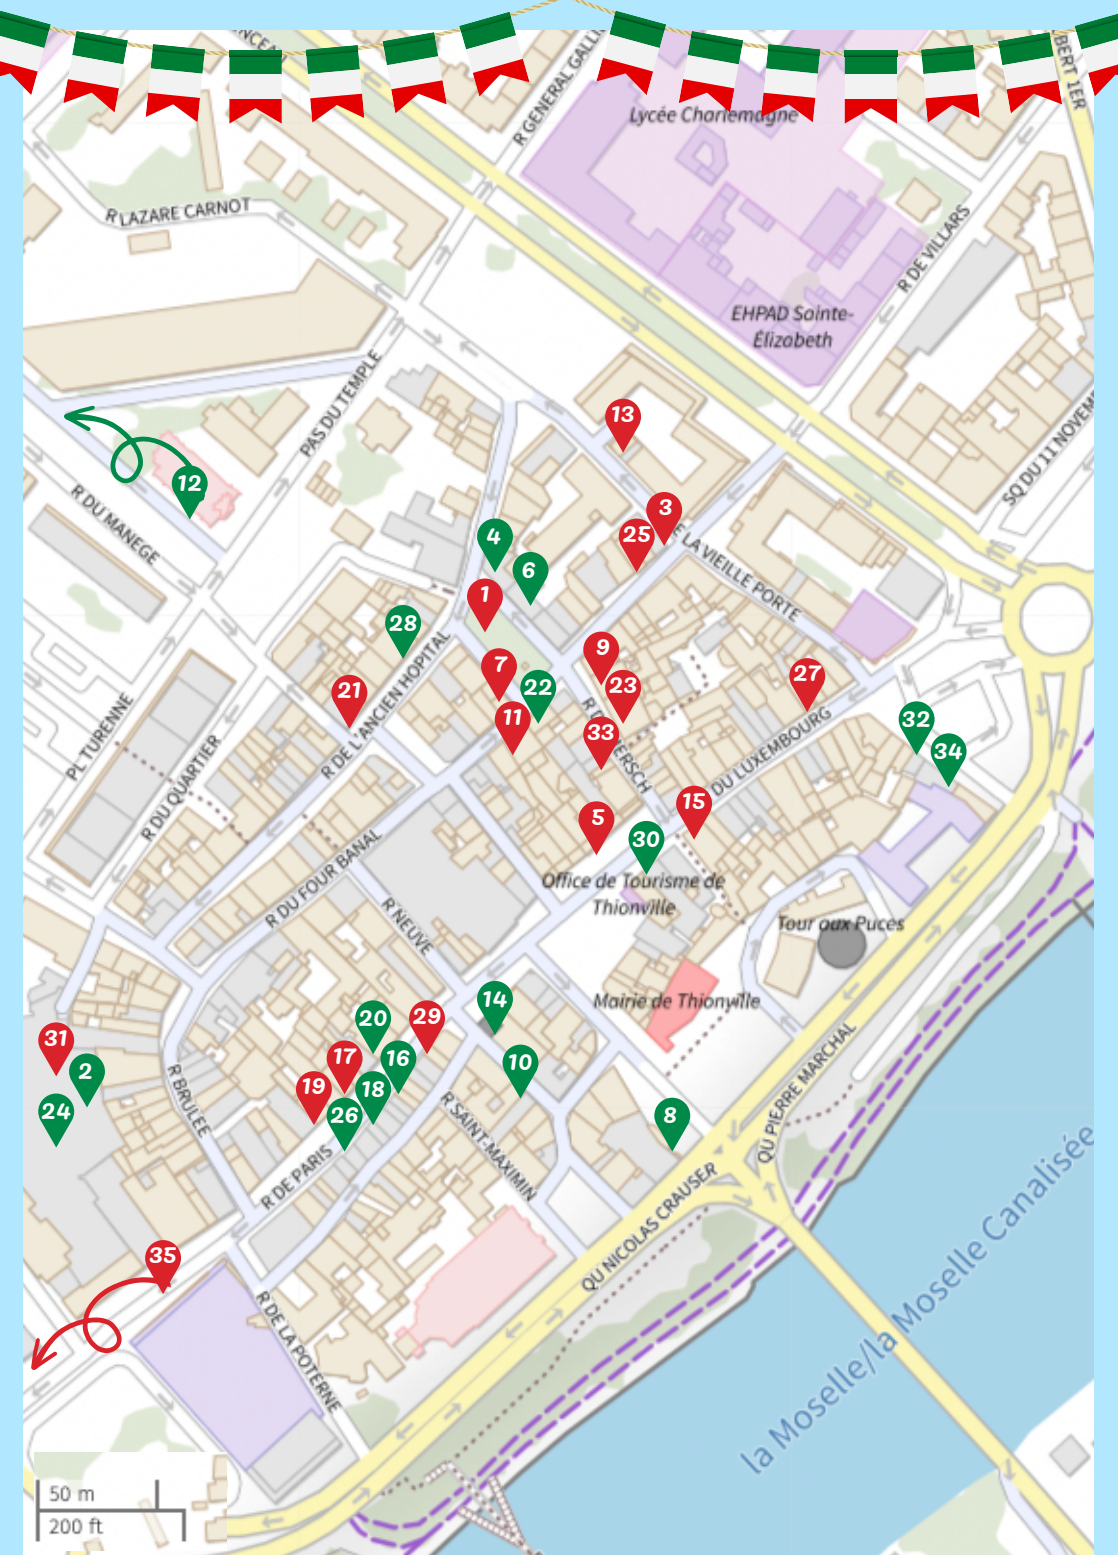 R GENERAL GALLI
BERT 1ER
Lycée Charlemagne
R LAZARE CARNOT
R DE VILLARS
EHPAD Sainte-
Élizabeth
PAS DU TEMPLE
13
SQ DU 11 NOVEM
12
R DU MANEGE
3
4
25
DE LA VIEILLE PORTE
6
1
28
9
7
27
22
23
21
R DE L'ANCIEN HOPITAL
11
32
33
PL TURENNE
34
R DU QUARTIER
DU LUXEMBOURG
15
5
30
R DU FOUR BANAL
Office de Tourisme de
Thionville
R NEUVE
Tour aux Puces
14
Mairie de Thionville
20
29
31
17
16
10
2
19
18
QU PIERRE MARCHAL
24
26
8
R BRULEE
R SAINT-MAXIMIN
R DE PARIS
QU NICOLAS CRAUSER
35
R DE LA POTERNE
la Moselle/la Moselle Canalisée
50 m
200 ft